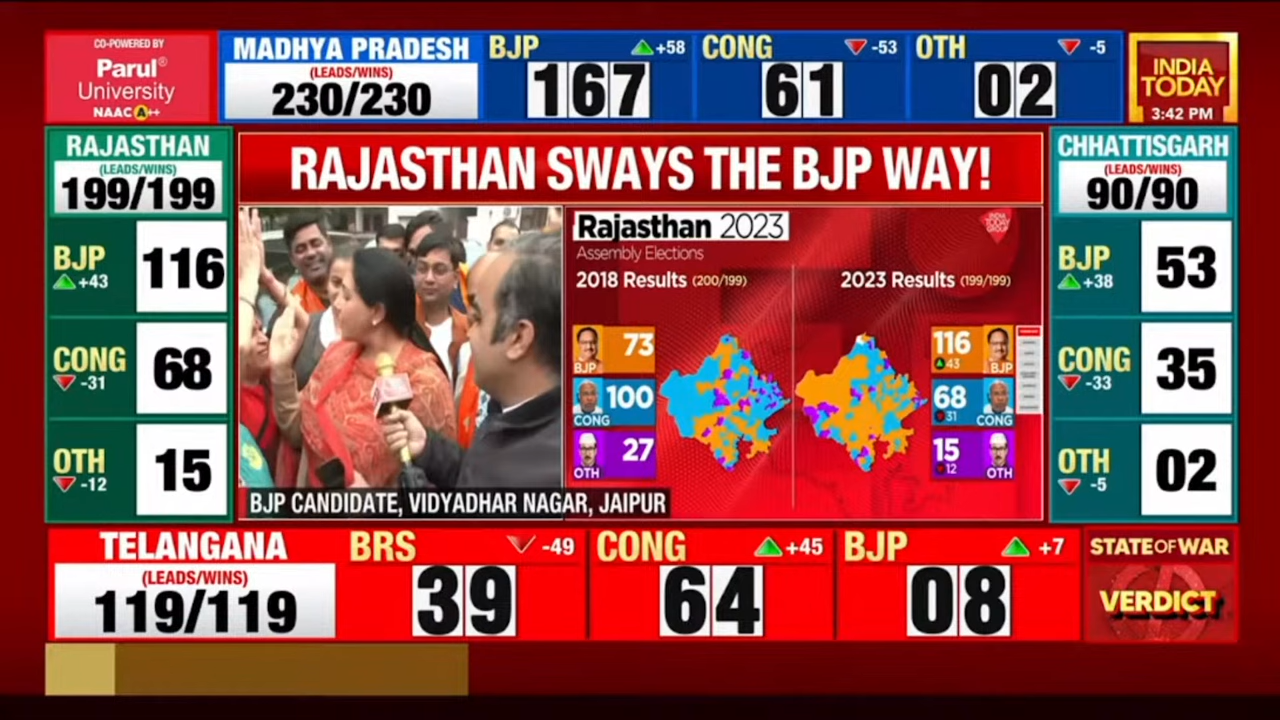 CO-POWERED BY
Parul®
University
NAAC A++
MADHYA PRADESH
(LEADS/WINS)
230/230
BJP +58
167
CONG -53
61
OTH -5
02
INDIA
TODAY
3:42 PM
RAJASTHAN
(LEADS/WINS)
199/199
BJP
+43
116
CONG
-31
68
OTH
-12
15
RAJASTHAN SWAYS THE BJP WAY!
Rajasthan 2023
INDIA
TODAY
GROUP
Assembly Elections
2018 Results (200/199)
2023 Results (199/199)
73
BJP
100
CONG
27
OTH
116
43
BJP
68
31
CONG
15
12
OTH
BJP CANDIDATE, VIDYADHAR NAGAR, JAIPUR
CHHATTISGARH
(LEADS/WINS)
90/90
BJP
+38
53
CONG
-33
35
OTH
-5
02
TELANGANA
(LEADS/WINS)
119/119
BRS -49
39
CONG +45
64
BJP +7
08
STATE OF WAR
VERDICT